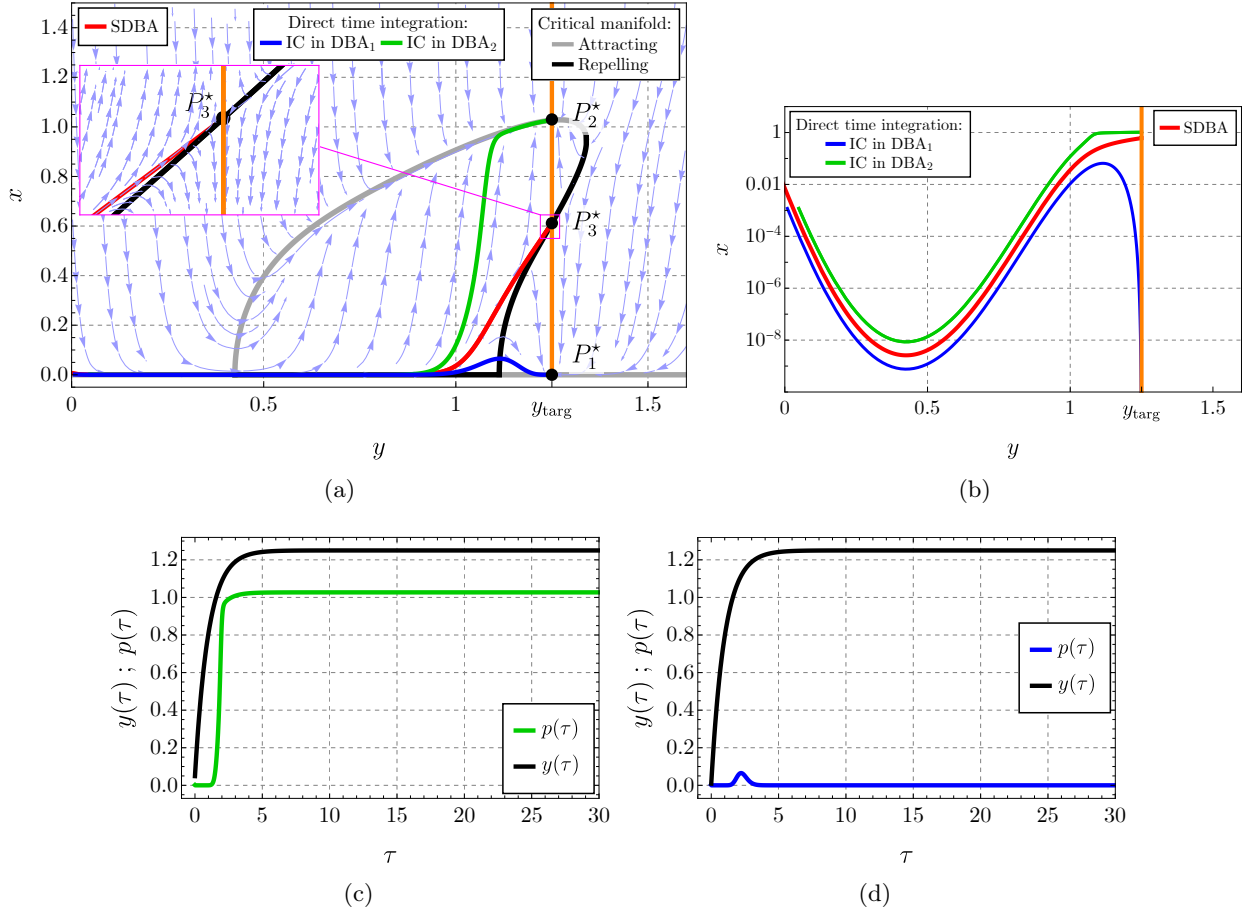 SDBA
Direct time integration:
IC in DBA₁ IC in DBA₂
Critical manifold:
Attracting
Repelling
P₃⋆
P₂⋆
P₃⋆
P₁⋆
1.4
1.2
1.0
0.8
0.6
0.4
0.2
0.0
x
0 0.5 1 y_targ 1.5
y
(a)
Direct time integration:
IC in DBA₁
IC in DBA₂
SDBA
1
0.01
10⁻⁴
10⁻⁶
10⁻⁸
x
0 0.5 1 y_targ 1.5
y
(b)
1.2
1.0
0.8
0.6
0.4
0.2
0.0
y(τ) ; p(τ)
p(τ)
y(τ)
0 5 10 15 20 25 30
τ
(c)
1.2
1.0
0.8
0.6
0.4
0.2
0.0
y(τ) ; p(τ)
p(τ)
y(τ)
0 5 10 15 20 25 30
τ
(d)